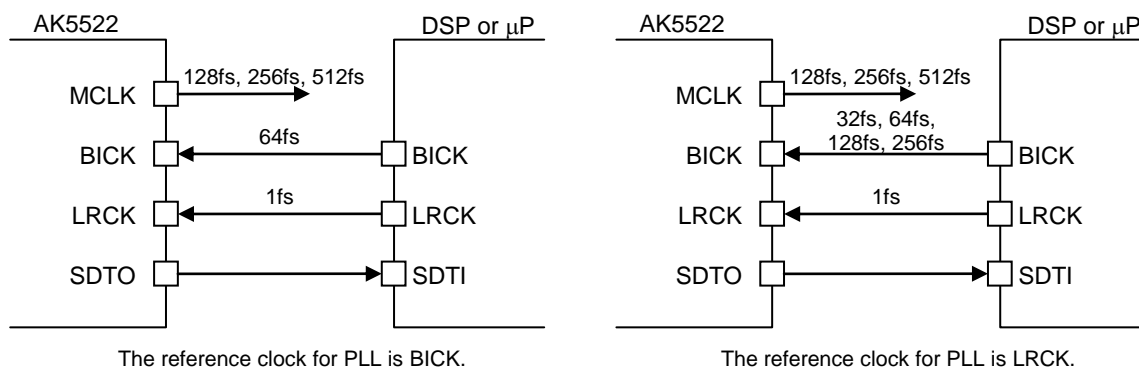 AK5522
DSP or μP
128fs, 256fs, 512fs
MCLK
64fs
BICK
BICK
1fs
LRCK
LRCK
SDTO
SDTI
The reference clock for PLL is BICK.
AK5522
DSP or μP
128fs, 256fs, 512fs
MCLK
32fs, 64fs,
128fs, 256fs
BICK
BICK
1fs
LRCK
LRCK
SDTO
SDTI
The reference clock for PLL is LRCK.